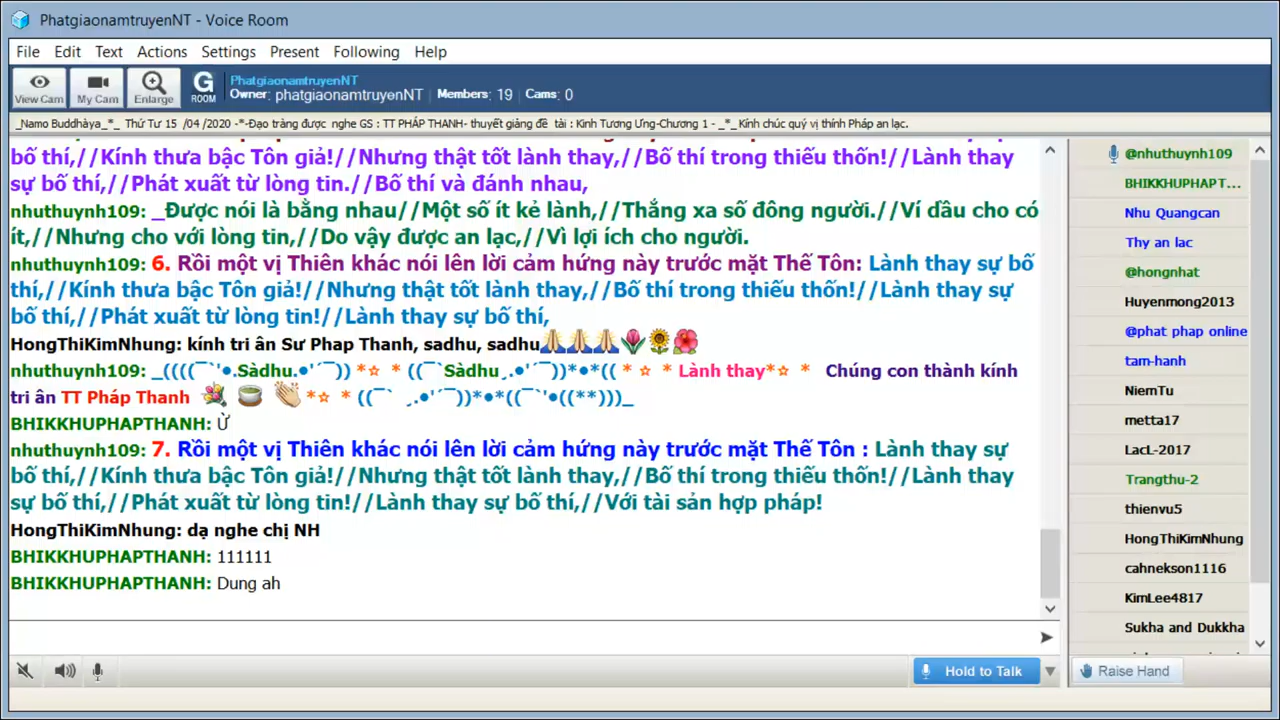 PhatgiaonamtruyenNT - Voice Room
File Edit Text Actions Settings Present Following Help
View Cam My Cam Enlarge G ROOM
PhatgiaonamtruyenNT
Owner: phatgiaonamtruyenNT Members: 19 Cams: 0
_Namo Buddhàya_*_ Thứ Tư 15 /04 /2020 -*-Đạo tràng được nghe GS : TT PHÁP THANH- thuyết giảng đề tài : Kinh Tương Ưng-Chương 1 - _*_ Kính chúc quý vị thính Pháp an lạc.
bố thí,//Kính thưa bậc Tôn giả!//Nhưng thật tốt lành thay,//Bố thí trong thiếu thốn!//Lành thay
sự bố thí,//Phát xuất từ lòng tin.//Bố thí và đánh nhau,
nhuthuynh109: _Được nói là bằng nhau//Một số ít kẻ lành,//Thắng xa số đông người.//Ví dầu cho có
ít,//Nhưng cho với lòng tin,//Do vậy được an lạc,//Vì lợi ích cho người.
nhuthuynh109: 6. Rồi một vị Thiên khác nói lên lời cảm hứng này trước mặt Thế Tôn: Lành thay sự bố
thí,//Kính thưa bậc Tôn giả!//Nhưng thật tốt lành thay,//Bố thí trong thiếu thốn!//Lành thay sự
bố thí,//Phát xuất từ lòng tin!//Lành thay sự bố thí,
HongThiKimNhung: kính tri ân Sư Phap Thanh, sadhu, sadhu🙏🙏🙏🌷🌻🌺
nhuthuynh109: _((((¯`'●.Sàdhu.●'´¯)) *☆ * ((¯`Sàdhu¸.●'´¯))*●*(( * ☆ * Lành thay*☆ * Chúng con thành kính
tri ân TT Pháp Thanh 💐 🍵 👏 *☆ * ((¯` ¸.●'´¯))*●*((¯`'●((**)))_
BHIKKHUPHAPTHANH: Ừ
nhuthuynh109: 7. Rồi một vị Thiên khác nói lên lời cảm hứng này trước mặt Thế Tôn : Lành thay sự
bố thí,//Kính thưa bậc Tôn giả!//Nhưng thật tốt lành thay,//Bố thí trong thiếu thốn!//Lành thay
sự bố thí,//Phát xuất từ lòng tin!//Lành thay sự bố thí,//Với tài sản hợp pháp!
HongThiKimNhung: dạ nghe chị NH
BHIKKHUPHAPTHANH: 111111
BHIKKHUPHAPTHANH: Dung ah
Hold to Talk
@nhuthuynh109
BHIKKHUPHAPT...
Nhu Quangcan
Thy an lac
@hongnhat
Huyenmong2013
@phat phap online
tam-hanh
NiemTu
metta17
LacL-2017
Trangthu-2
thienvu5
HongThiKimNhung
cahnekson1116
KimLee4817
Sukha and Dukkha
Raise Hand